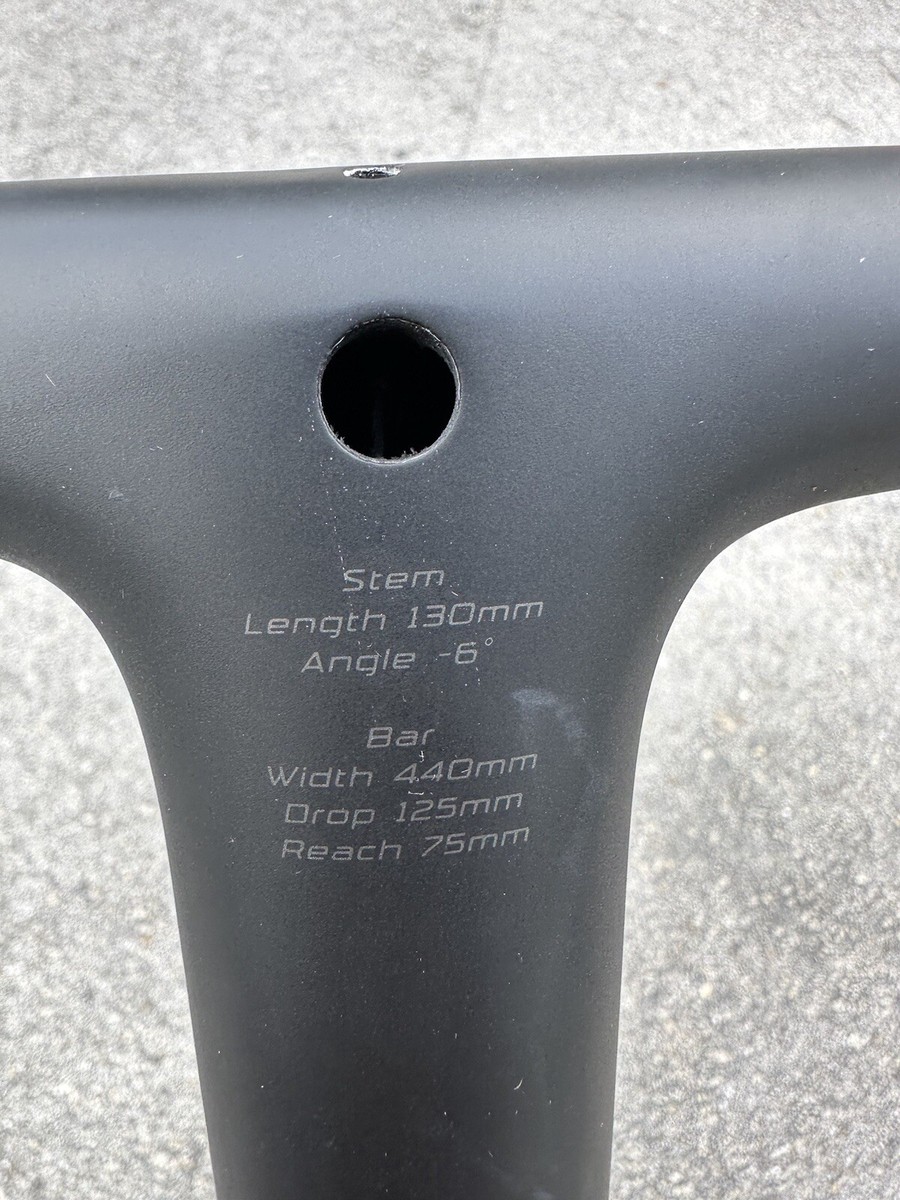 Stem
Length 130mm
Angle -6°
Bar
Width 440mm
Drop 125mm
Reach 75mm